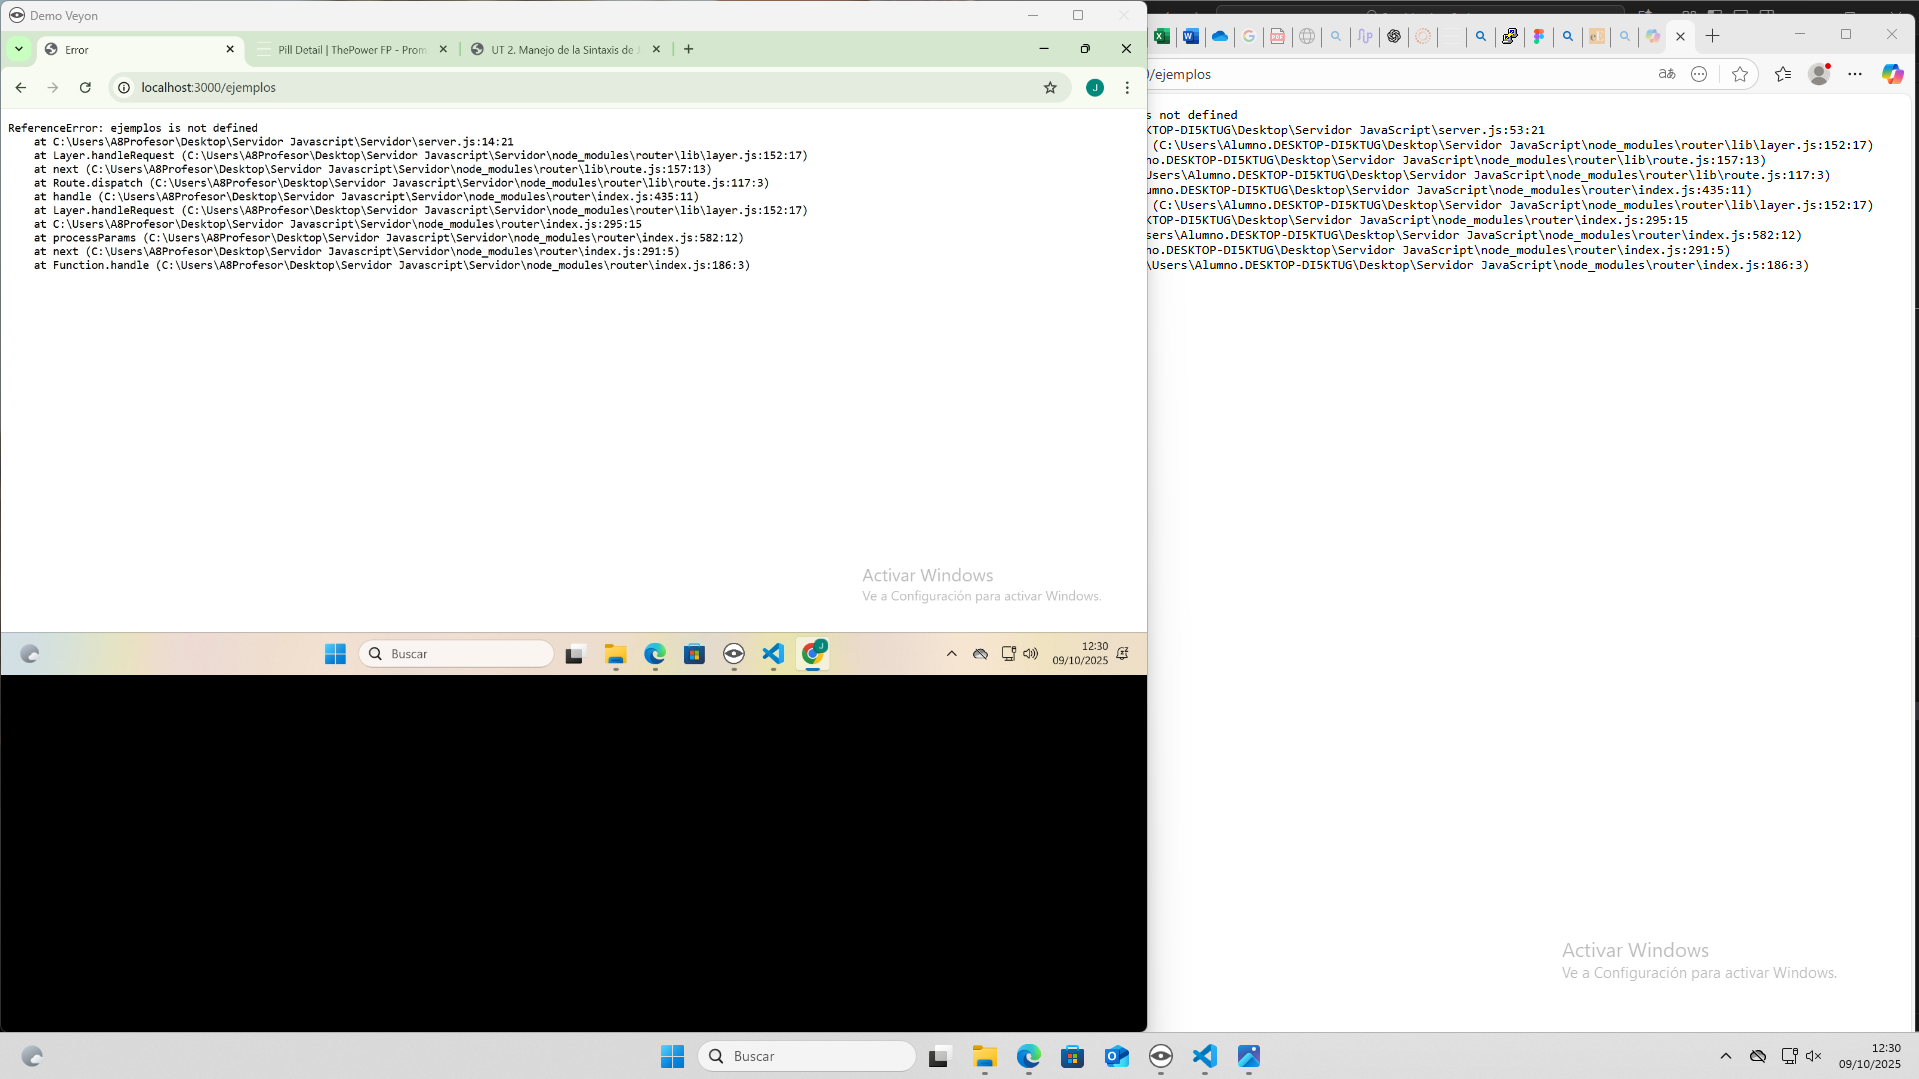 Demo Veyon
Error
Pill Detail | ThePower FP - Prom
UT 2. Manejo de la Sintaxis de J
localhost:3000/ejemplos
J
ReferenceError: ejemplos is not defined
at C:\Users\A8Profesor\Desktop\Servidor Javascript\Servidor\server.js:14:21
at Layer.handleRequest (C:\Users\A8Profesor\Desktop\Servidor Javascript\Servidor\node_modules\router\lib\layer.js:152:17)
at next (C:\Users\A8Profesor\Desktop\Servidor Javascript\Servidor\node_modules\router\lib\route.js:157:13)
at Route.dispatch (C:\Users\A8Profesor\Desktop\Servidor Javascript\Servidor\node_modules\router\lib\route.js:117:3)
at handle (C:\Users\A8Profesor\Desktop\Servidor Javascript\Servidor\node_modules\router\index.js:435:11)
at Layer.handleRequest (C:\Users\A8Profesor\Desktop\Servidor Javascript\Servidor\node_modules\router\lib\layer.js:152:17)
at C:\Users\A8Profesor\Desktop\Servidor Javascript\Servidor\node_modules\router\index.js:295:15
at processParams (C:\Users\A8Profesor\Desktop\Servidor Javascript\Servidor\node_modules\router\index.js:582:12)
at next (C:\Users\A8Profesor\Desktop\Servidor Javascript\Servidor\node_modules\router\index.js:291:5)
at Function.handle (C:\Users\A8Profesor\Desktop\Servidor Javascript\Servidor\node_modules\router\index.js:186:3)
Activar Windows
Ve a Configuración para activar Windows.
Buscar
J
12:30
09/10/2025
0/ejemplos
s not defined
KTOP-DI5KTUG\Desktop\Servidor JavaScript\server.js:53:21
(C:\Users\Alumno.DESKTOP-DI5KTUG\Desktop\Servidor JavaScript\node_modules\router\lib\layer.js:152:17)
no.DESKTOP-DI5KTUG\Desktop\Servidor JavaScript\node_modules\router\lib\route.js:157:13)
Users\Alumno.DESKTOP-DI5KTUG\Desktop\Servidor JavaScript\node_modules\router\lib\route.js:117:3)
umno.DESKTOP-DI5KTUG\Desktop\Servidor JavaScript\node_modules\router\index.js:435:11)
(C:\Users\Alumno.DESKTOP-DI5KTUG\Desktop\Servidor JavaScript\node_modules\router\lib\layer.js:152:17)
KTOP-DI5KTUG\Desktop\Servidor JavaScript\node_modules\router\index.js:295:15
sers\Alumno.DESKTOP-DI5KTUG\Desktop\Servidor JavaScript\node_modules\router\index.js:582:12)
no.DESKTOP-DI5KTUG\Desktop\Servidor JavaScript\node_modules\router\index.js:291:5)
\Users\Alumno.DESKTOP-DI5KTUG\Desktop\Servidor JavaScript\node_modules\router\index.js:186:3)
Activar Windows
Ve a Configuración para activar Windows.
Buscar
12:30
09/10/2025